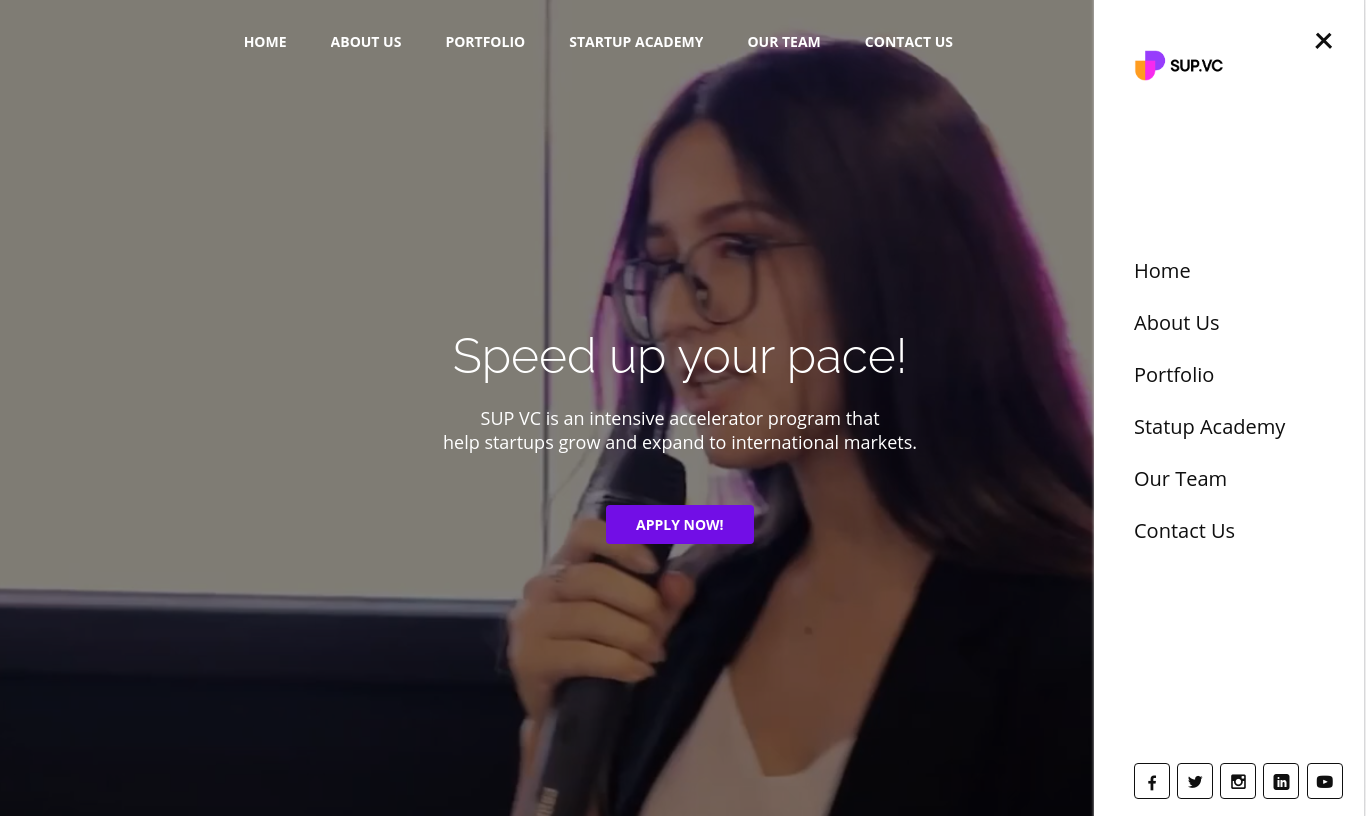 HOME ABOUT US PORTFOLIO STARTUP ACADEMY OUR TEAM CONTACT US
SUP.VC
Speed up your pace!
SUP VC is an intensive accelerator program that
help startups grow and expand to international markets.
APPLY NOW!
Home
About Us
Portfolio
Statup Academy
Our Team
Contact Us